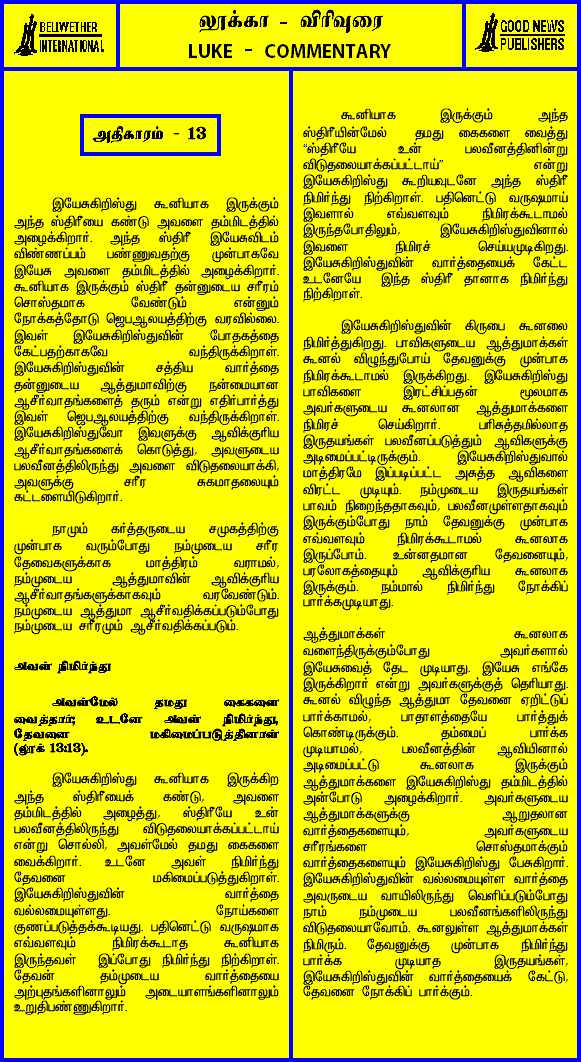 BELLWETHER
INTERNATIONAL
லூக்கா - விரிவுரை
LUKE - COMMENTARY
GOOD NEWS
PUBLISHERS
அதிகாரம் - 13
இயேசுகிறிஸ்து கூனியாக இருக்கும்
அந்த ஸ்திரீயை கண்டு அவளை தம்மிடத்தில்
அழைக்கிறார். அந்த ஸ்திரீ இயேசுவிடம்
விண்ணப்பம் பண்ணுவதற்கு முன்பாகவே
இயேசு அவளை தம்மிடத்தில் அழைக்கிறார்.
கூனியாக இருக்கும் ஸ்திரீ தன்னுடைய சரீரம்
சொஸ்தமாக வேண்டும் என்னும்
நோக்கத்தோடு ஜெபஆலயத்திற்கு வரவில்லை.
இவள் இயேசுகிறிஸ்துவின் போதகத்தை
கேட்பதற்காகவே வந்திருக்கிறாள்.
இயேசுகிறிஸ்துவின் சத்திய வார்த்தை
தன்னுடைய ஆத்துமாவிற்கு நன்மையான
ஆசீர்வாதங்களைத் தரும் என்று எதிர்பார்த்து
இவள் ஜெபஆலயத்திற்கு வந்திருக்கிறாள்.
இயேசுகிறிஸ்துவோ இவளுக்கு ஆவிக்குரிய
ஆசீர்வாதங்களைக் கொடுத்து, அவளுடைய
பலவீனத்திலிருந்து அவளை விடுதலையாக்கி,
அவளுக்கு சரீர சுகமாதலையும்
கட்டளையிடுகிறார்.
நாமும் கர்த்தருடைய சமுகத்திற்கு
முன்பாக வரும்போது நம்முடைய சரீர
தேவைகளுக்காக மாத்திரம் வராமல்,
நம்முடைய ஆத்துமாவின் ஆவிக்குரிய
ஆசீர்வாதங்களுக்காகவும் வரவேண்டும்.
நம்முடைய ஆத்துமா ஆசீர்வதிக்கப்படும்போது
நம்முடைய சரீரமும் ஆசீர்வதிக்கப்படும்.
அவள் நிமிர்ந்து
அவள்மேல் தமது கைகளை
வைத்தார்; உடனே அவள் நிமிர்ந்து,
தேவனை மகிமைப்படுத்தினாள்
(லூக் 13:13).
இயேசுகிறிஸ்து கூனியாக இருக்கிற
அந்த ஸ்திரீயைக் கண்டு, அவளை
தம்மிடத்தில் அழைத்து, ஸ்திரீயே உன்
பலவீனத்திலிருந்து விடுதலையாக்கப்பட்டாய்
என்று சொல்லி, அவள்மேல் தமது கைகளை
வைக்கிறார். உடனே அவள் நிமிர்ந்து
தேவனை மகிமைப்படுத்துகிறாள்.
இயேசுகிறிஸ்துவின் வார்த்தை
வல்லமையுள்ளது. நோய்களை
குணப்படுத்தக்கூடியது. பதினெட்டு வருஷமாக
எவ்வளவும் நிமிரக்கூடாத கூனியாக
இருந்தவள் இப்போது நிமிர்ந்து நிற்கிறாள்.
தேவன் தம்முடைய வார்த்தையை
அற்புதங்களினாலும் அடையாளங்களினாலும்
உறுதிபண்ணுகிறார்.
கூனியாக இருக்கும் அந்த
ஸ்திரீயின்மேல் தமது கைகளை வைத்து
"ஸ்திரீயே உன் பலவீனத்தினின்று
விடுதலையாக்கப்பட்டாய்" என்று
இயேசுகிறிஸ்து கூறியவுடனே அந்த ஸ்திரீ
நிமிர்ந்து நிற்கிறாள். பதினெட்டு வருஷமாய்
இவளால் எவ்வளவும் நிமிரக்கூடாமல்
இருந்தபோதிலும், இயேசுகிறிஸ்துவினால்
இவளை நிமிரச் செய்யமுடிகிறது.
இயேசுகிறிஸ்துவின் வார்த்தையைக் கேட்ட
உடனேயே இந்த ஸ்திரீ தானாக நிமிர்ந்து
நிற்கிறாள்.
இயேசுகிறிஸ்துவின் கிருபை கூனலை
நிமிர்த்துகிறது. பாவிகளுடைய ஆத்துமாக்கள்
கூனல் விழுந்துபோய் தேவனுக்கு முன்பாக
நிமிரக்கூடாமல் இருக்கிறது. இயேசுகிறிஸ்து
பாவிகளை இரட்சிப்பதன் மூலமாக
அவர்களுடைய கூனலான ஆத்துமாக்களை
நிமிரச் செய்கிறார். பரிசுத்தமில்லாத
இருதயங்கள் பலவீனப்படுத்தும் ஆவிகளுக்கு
அடிமைப்பட்டிருக்கும். இயேசுகிறிஸ்துவால்
மாத்திரமே இப்படிப்பட்ட அசுத்த ஆவிகளை
விரட்ட முடியும். நம்முடைய இருதயங்கள்
பாவம் நிறைந்ததாகவும், பலவீனமுள்ளதாகவும்
இருக்கும்போது நாம் தேவனுக்கு முன்பாக
எவ்வளவும் நிமிரக்கூடாமல் கூனலாக
இருப்போம். உன்னதமான தேவனையும்,
பரலோகத்தையும் ஆவிக்குரிய கூனலாக
இருக்கும். நம்மால் நிமிர்ந்து நோக்கிப்
பார்க்கமுடியாது.
ஆத்துமாக்கள் கூனலாக
வளைந்திருக்கும்போது அவர்களால்
இயேசுவைத் தேட முடியாது. இயேசு எங்கே
இருக்கிறார் என்று அவர்களுக்குத் தெரியாது.
கூனல் விழுந்த ஆத்துமா தேவனை ஏறிட்டுப்
பார்க்காமல், பாதாளத்தையே பார்த்துக்
கொண்டிருக்கும். தம்மைப் பார்க்க
முடியாமல், பலவீனத்தின் ஆவியினால்
அடிமைப்பட்டு கூனலாக இருக்கும்
ஆத்துமாக்களை இயேசுகிறிஸ்து தம்மிடத்தில்
அன்போடு அழைக்கிறார். அவர்களுடைய
ஆத்துமாக்களுக்கு ஆறுதலான
வார்த்தைகளையும், அவர்களுடைய
சரீரங்களை சொஸ்தமாக்கும்
வார்த்தைகளையும் இயேசுகிறிஸ்து பேசுகிறார்.
இயேசுகிறிஸ்துவின் வல்லமையுள்ள வார்த்தை
அவருடைய வாயிலிருந்து வெளிப்படும்போது
நாம் நம்முடைய பலவீனங்களிலிருந்து
விடுதலையாவோம். கூனலுள்ள ஆத்துமாக்கள்
நிமிரும். தேவனுக்கு முன்பாக நிமிர்ந்து
பார்க்க முடியாத இருதயங்கள்,
இயேசுகிறிஸ்துவின் வார்த்தையைக் கேட்டு,
தேவனை நோக்கிப் பார்க்கும்.